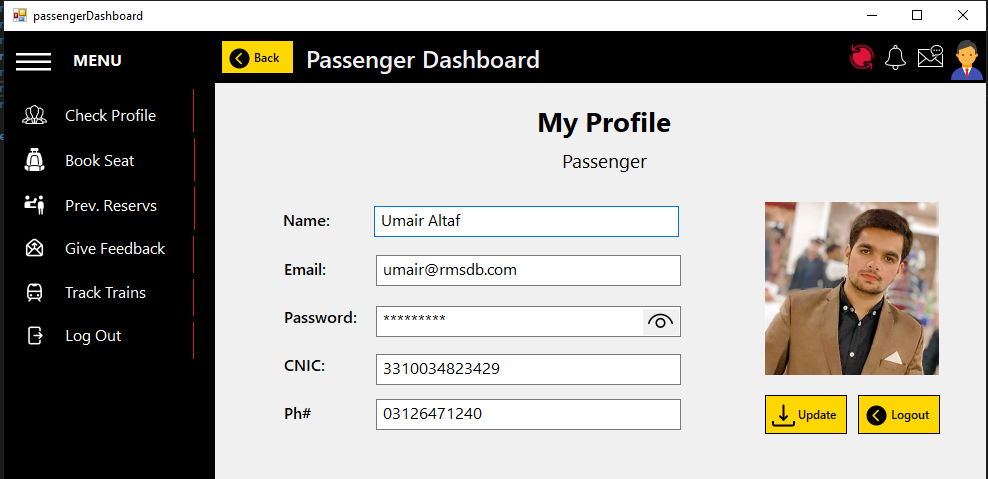 passengerDashboard
MENU
Back
Passenger Dashboard
Check Profile
Book Seat
Prev. Reservs
Give Feedback
Track Trains
Log Out
My Profile
Passenger
Name: Umair Altaf
Email: umair@rmsdb.com
Password: *********
CNIC: 3310034823429
Ph# 03126471240
Update
Logout